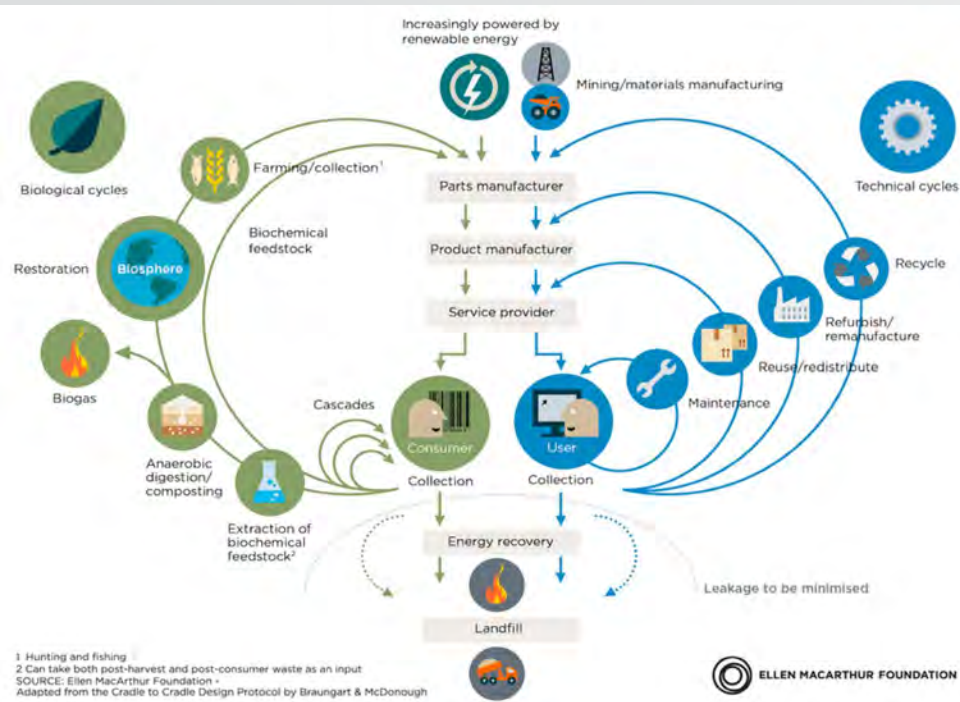 Increasingly powered by
renewable energy
Mining/materials manufacturing
Biological cycles
Technical cycles
Farming/collection¹
Parts manufacturer
Biochemical
feedstock
Product manufacturer
Restoration
Biosphere
Recycle
Service provider
Refurbish/
remanufacture
Reuse/redistribute
Biogas
Cascades
Maintenance
Consumer
User
Anaerobic
digestion/
composting
Collection
Collection
Extraction of
biochemical
feedstock²
Energy recovery
Leakage to be minimised
Landfill
1 Hunting and fishing
2 Can take both post-harvest and post-consumer waste as an input
SOURCE: Ellen MacArthur Foundation -
Adapted from the Cradle to Cradle Design Protocol by Braungart & McDonough
ELLEN MACARTHUR FOUNDATION